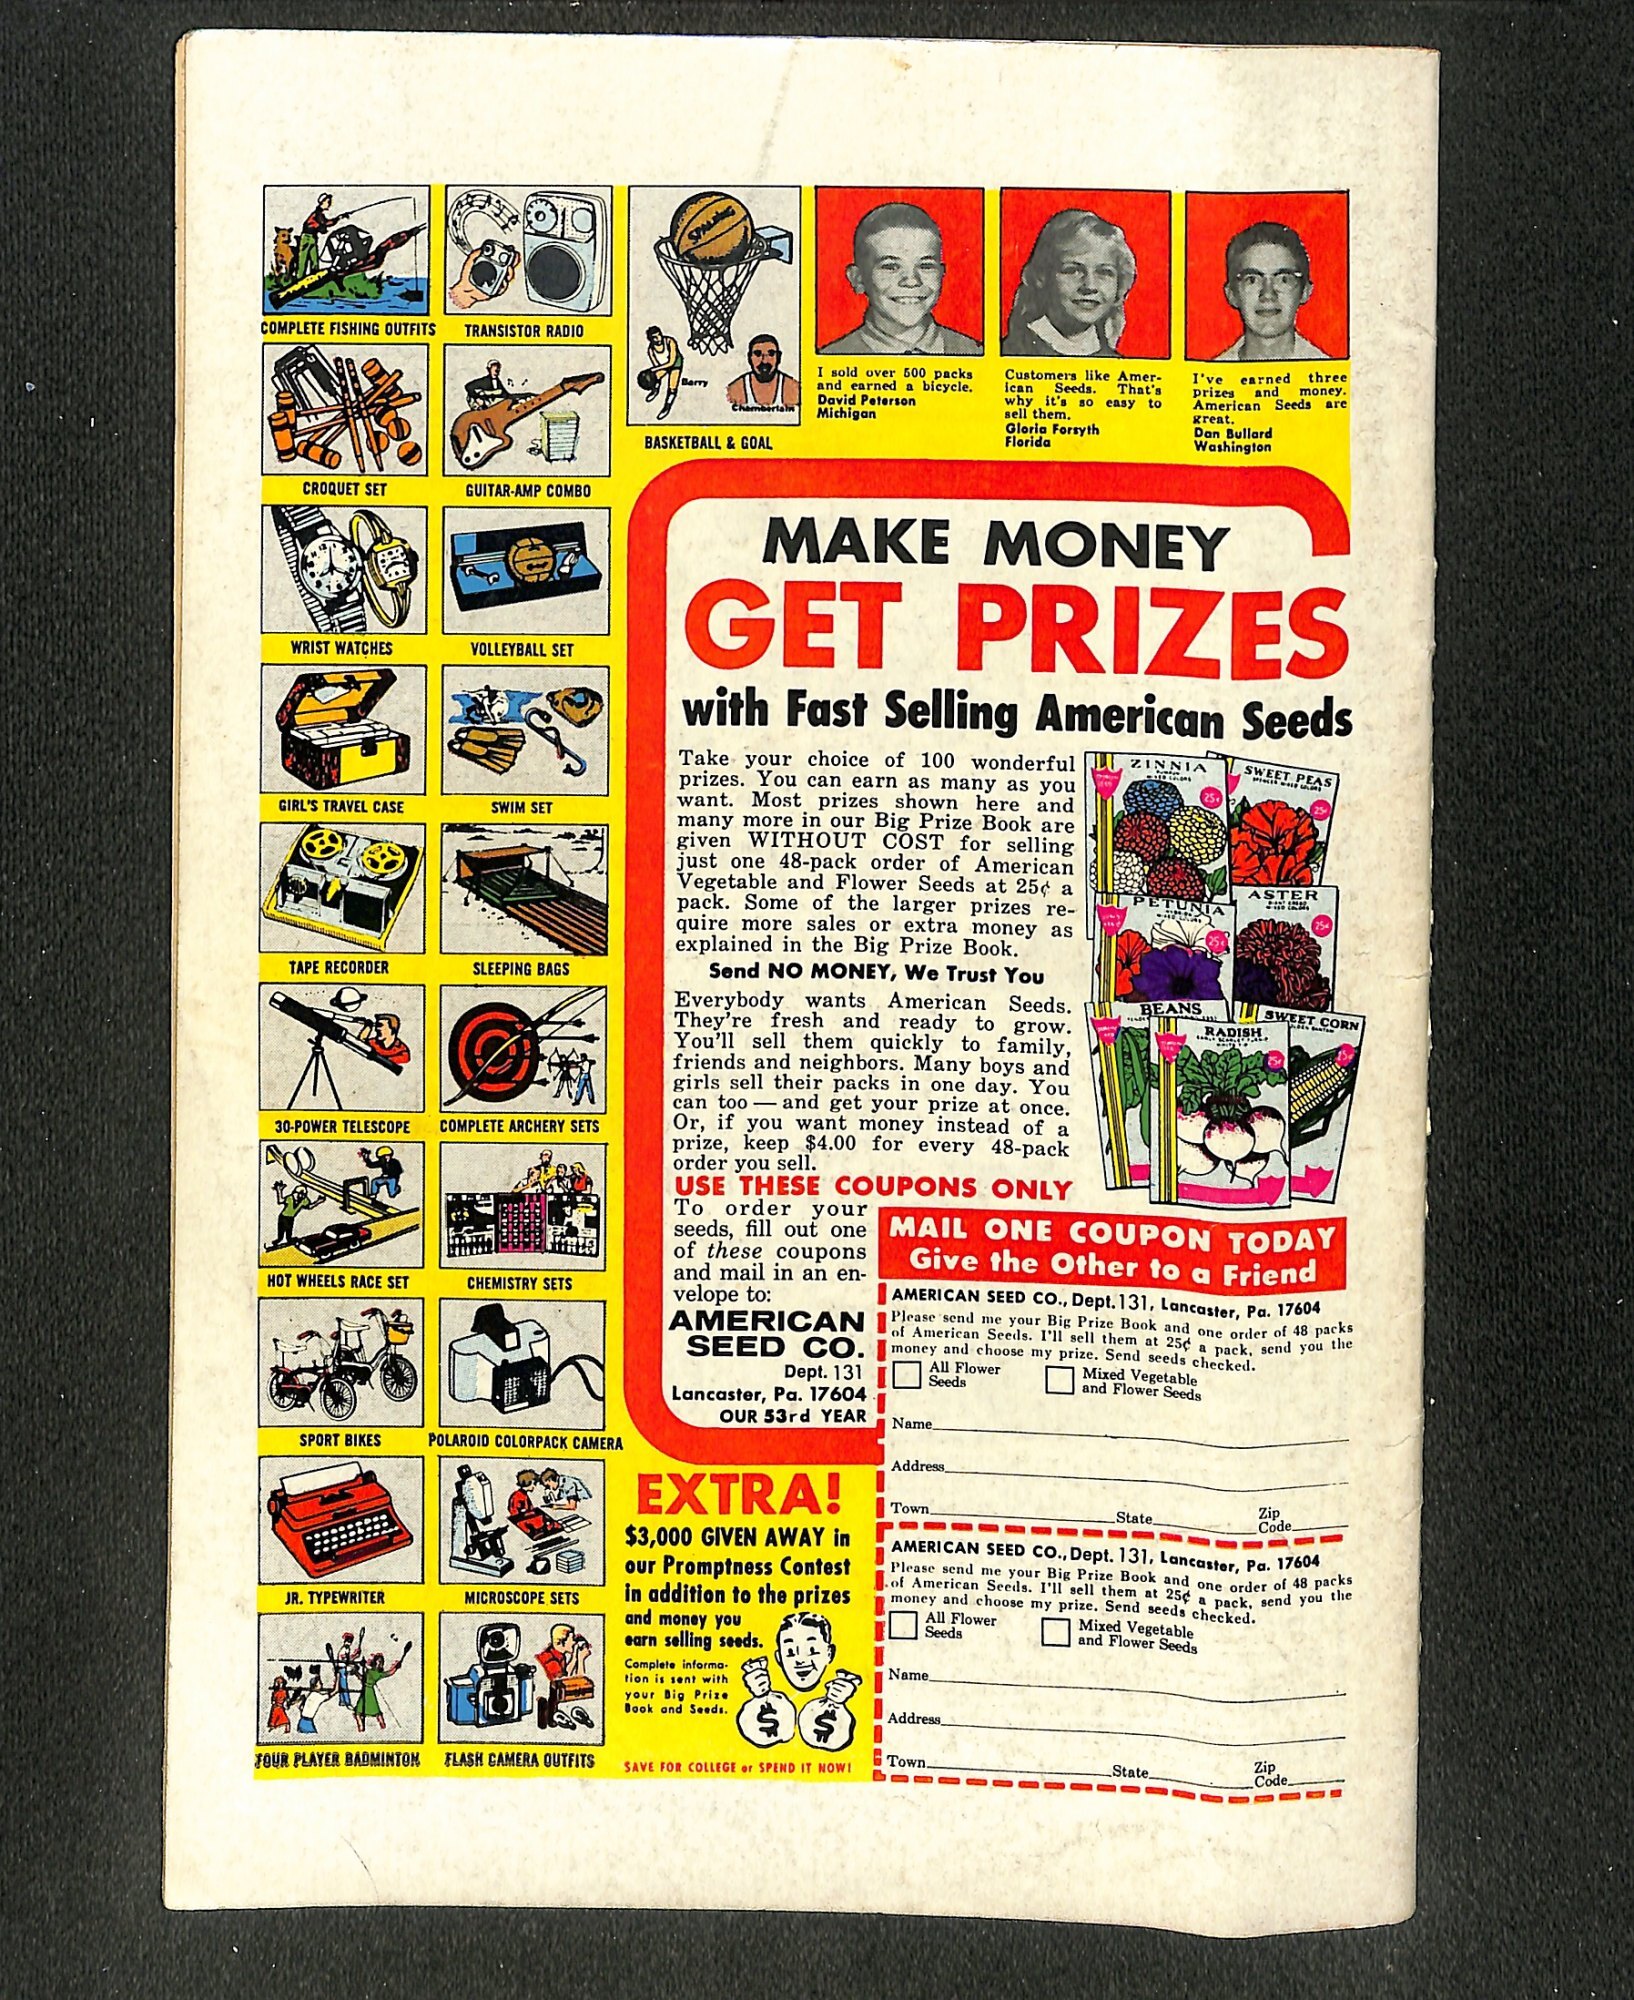 COMPLETE FISHING OUTFITS
TRANSISTOR RADIO
SPALDING
Barry
Chamberlain
BASKETBALL & GOAL
CROQUET SET
GUITAR-AMP COMBO
WRIST WATCHES
VOLLEYBALL SET
GIRL'S TRAVEL CASE
SWIM SET
TAPE RECORDER
SLEEPING BAGS
30-POWER TELESCOPE
COMPLETE ARCHERY SETS
HOT WHEELS RACE SET
CHEMISTRY SETS
SPORT BIKES
POLAROID COLORPACK CAMERA
JR. TYPEWRITER
MICROSCOPE SETS
FOUR PLAYER BADMINTON
FLASH CAMERA OUTFITS
I sold over 500 packs
and earned a bicycle.
David Peterson
Michigan
Customers like Amer-
ican Seeds. That's
why it's so easy to
sell them.
Gloria Forsyth
Florida
I've earned three
prizes and money.
American Seeds are
great.
Dan Bullard
Washington
MAKE MONEY
GET PRIZES
with Fast Selling American Seeds
Take your choice of 100 wonderful
prizes. You can earn as many as you
want. Most prizes shown here and
many more in our Big Prize Book are
given WITHOUT COST for selling
just one 48-pack order of American
Vegetable and Flower Seeds at 25¢ a
pack. Some of the larger prizes re-
quire more sales or extra money as
explained in the Big Prize Book.
Send NO MONEY, We Trust You
Everybody wants American Seeds.
They're fresh and ready to grow.
You'll sell them quickly to family,
friends and neighbors. Many boys and
girls sell their packs in one day. You
can too — and get your prize at once.
Or, if you want money instead of a
prize, keep $4.00 for every 48-pack
order you sell.
USE THESE COUPONS ONLY
To order your
seeds, fill out one
of these coupons
and mail in an en-
velope to:
AMERICAN
SEED CO.
Dept. 131
Lancaster, Pa. 17604
OUR 53rd YEAR
ZINNIA
MIXED COLORS
25¢
SWEET PEAS
SPENCER MIXED COLORS
25¢
PETUNIA
25¢
ASTER
MIXED COLORS
25¢
BEANS
RADISH
25¢
SWEET CORN
25¢
MAIL ONE COUPON TODAY
Give the Other to a Friend
AMERICAN SEED CO., Dept. 131, Lancaster, Pa. 17604
Please send me your Big Prize Book and one order of 48 packs
of American Seeds. I'll sell them at 25¢ a pack, send you the
money and choose my prize. Send seeds checked.
All Flower
Seeds
Mixed Vegetable
and Flower Seeds
Name
Address
Town State Zip
Code
AMERICAN SEED CO., Dept. 131, Lancaster, Pa. 17604
Please send me your Big Prize Book and one order of 48 packs
of American Seeds. I'll sell them at 25¢ a pack, send you the
money and choose my prize. Send seeds checked.
All Flower
Seeds
Mixed Vegetable
and Flower Seeds
Name
Address
Town State Zip
Code
EXTRA!
$3,000 GIVEN AWAY in
our Promptness Contest
in addition to the prizes
and money you
earn selling seeds.
Complete informa-
tion is sent with
your Big Prize
Book and Seeds.
$ $
SAVE FOR COLLEGE or SPEND IT NOW!